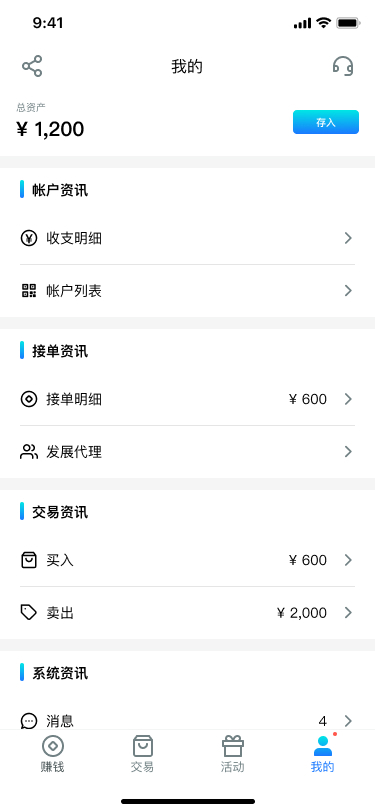 9:41
我的
总资产
¥ 1,200
存入
帐户资讯
收支明细
帐户列表
接单资讯
接单明细 ¥ 600
发展代理
交易资讯
买入 ¥ 600
卖出 ¥ 2,000
系统资讯
消息 4
赚钱 交易 活动 我的